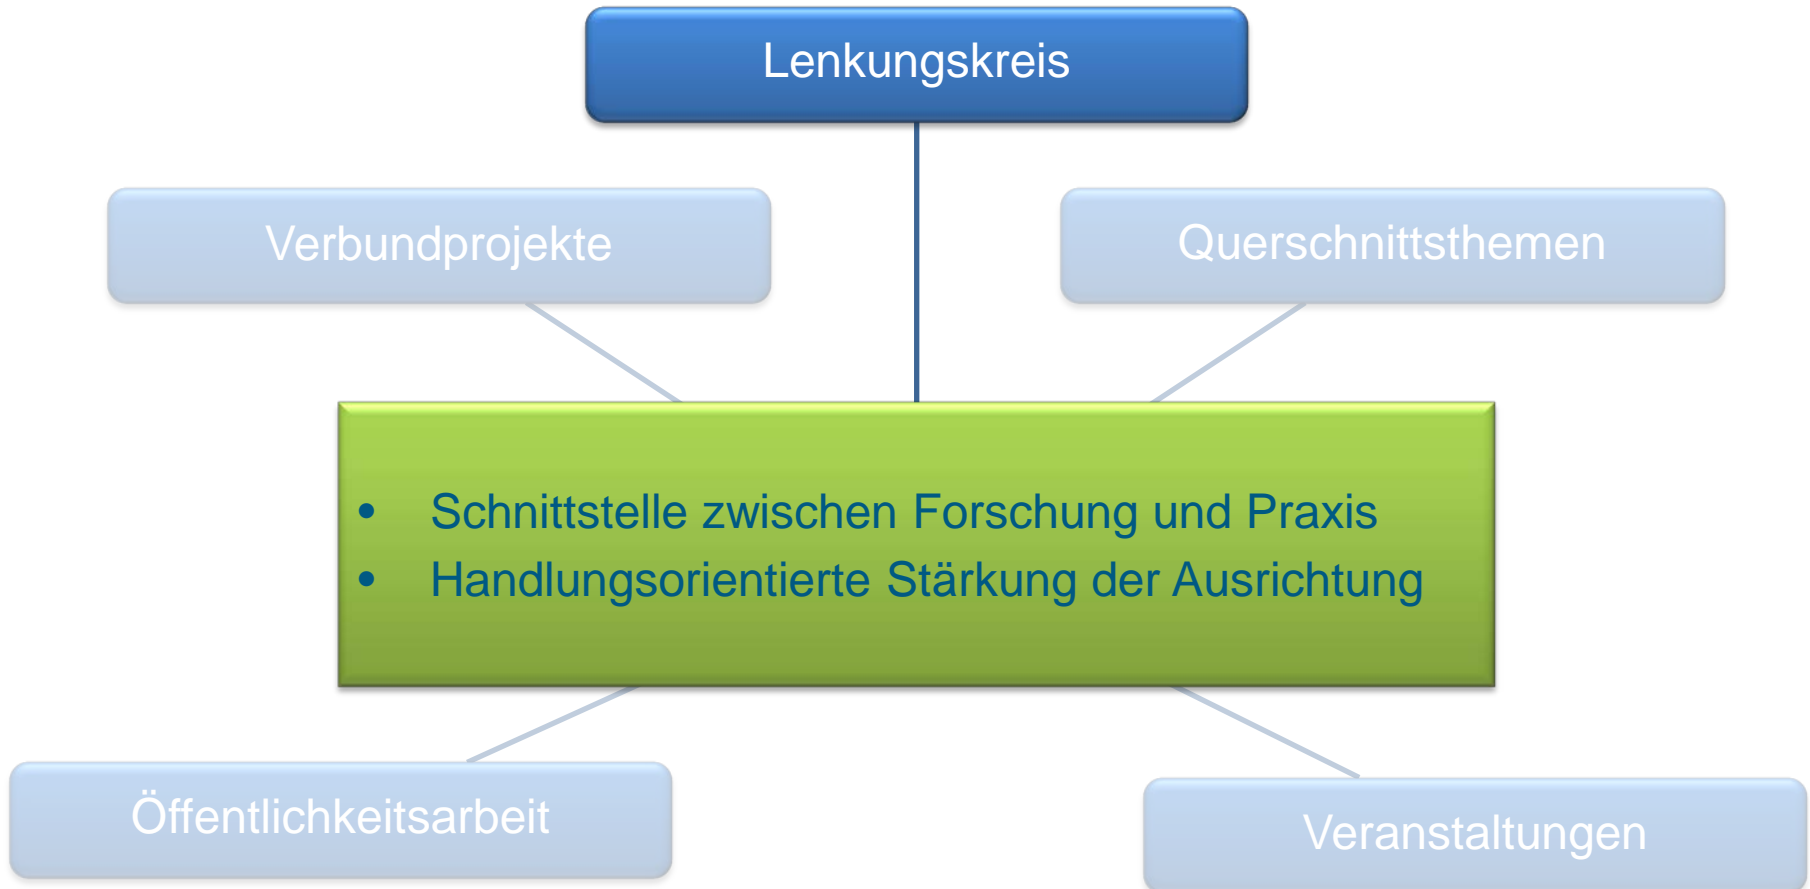 Lenkungskreis
Verbundprojekte
Querschnittsthemen
• Schnittstelle zwischen Forschung und Praxis
• Handlungsorientierte Stärkung der Ausrichtung
Öffentlichkeitsarbeit
Veranstaltungen